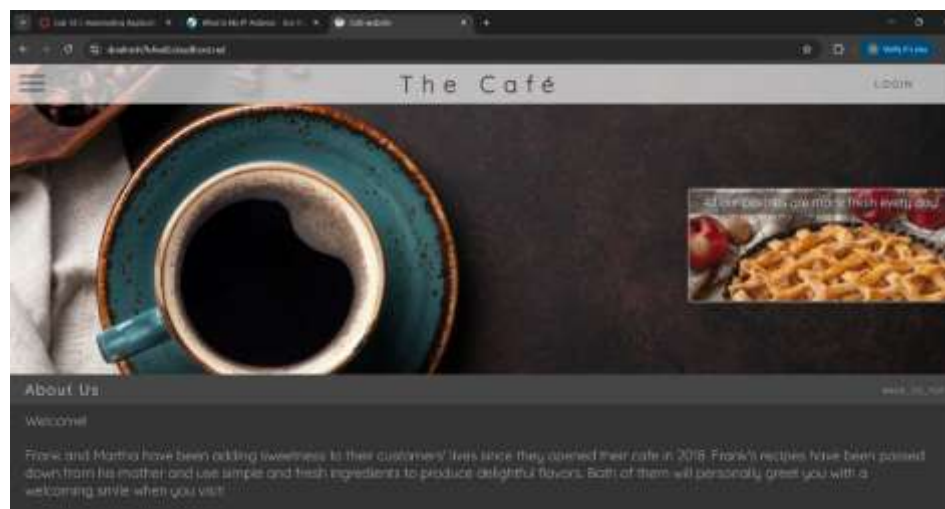 Café website
The Café
LOGIN
All our pastries are made fresh every day!
About Us
BACK_TO_TOP
Welcome!
Frank and Martha have been adding sweetness to their customers' lives since they opened their cafe in 2018. Frank's recipes have been passed
down from his mother and use simple and fresh ingredients to produce delightful flavors. Both of them will personally greet you with a
welcoming smile when you visit!